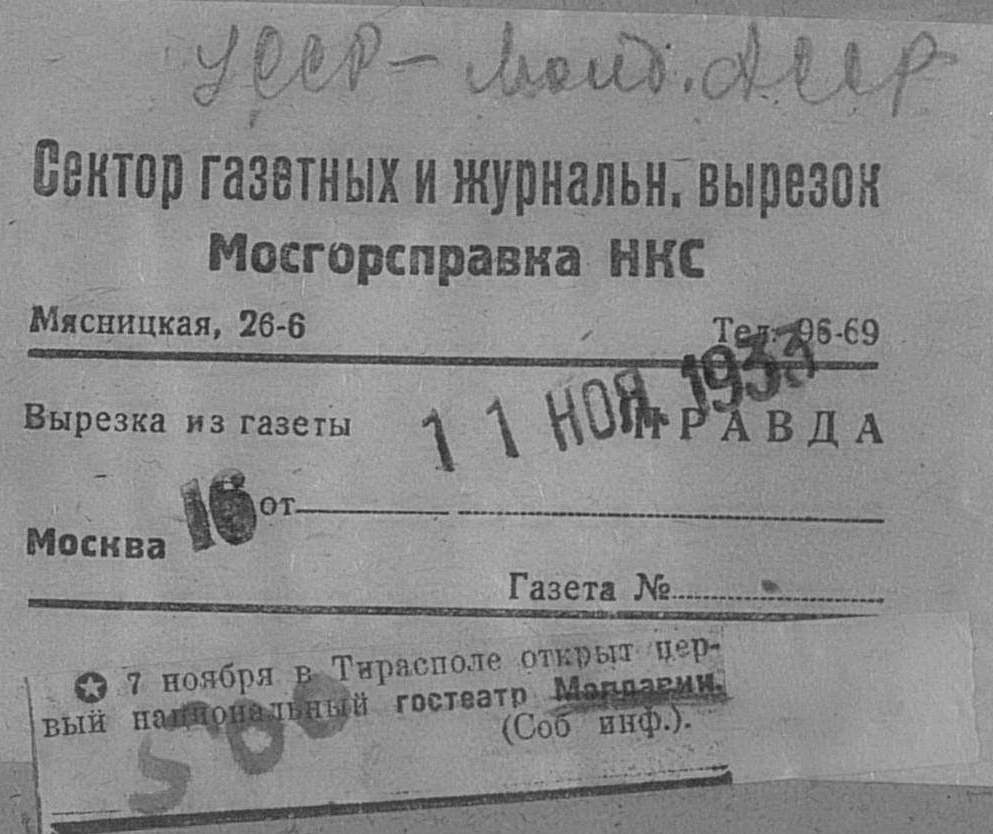 УССР – Молд. АССР
Сектор газетных и журнальн. вырезок
Мосгорсправка НКС
Мясницкая, 26-6 Тел. 96-69
Вырезка из газеты ПРАВДА
11 НОЯ. 1933
16 от
Москва
Газета №
7 ноября в Тирасполе открыт пер-
вый национальный гостеатр Молдавии.
(Соб инф.).
500